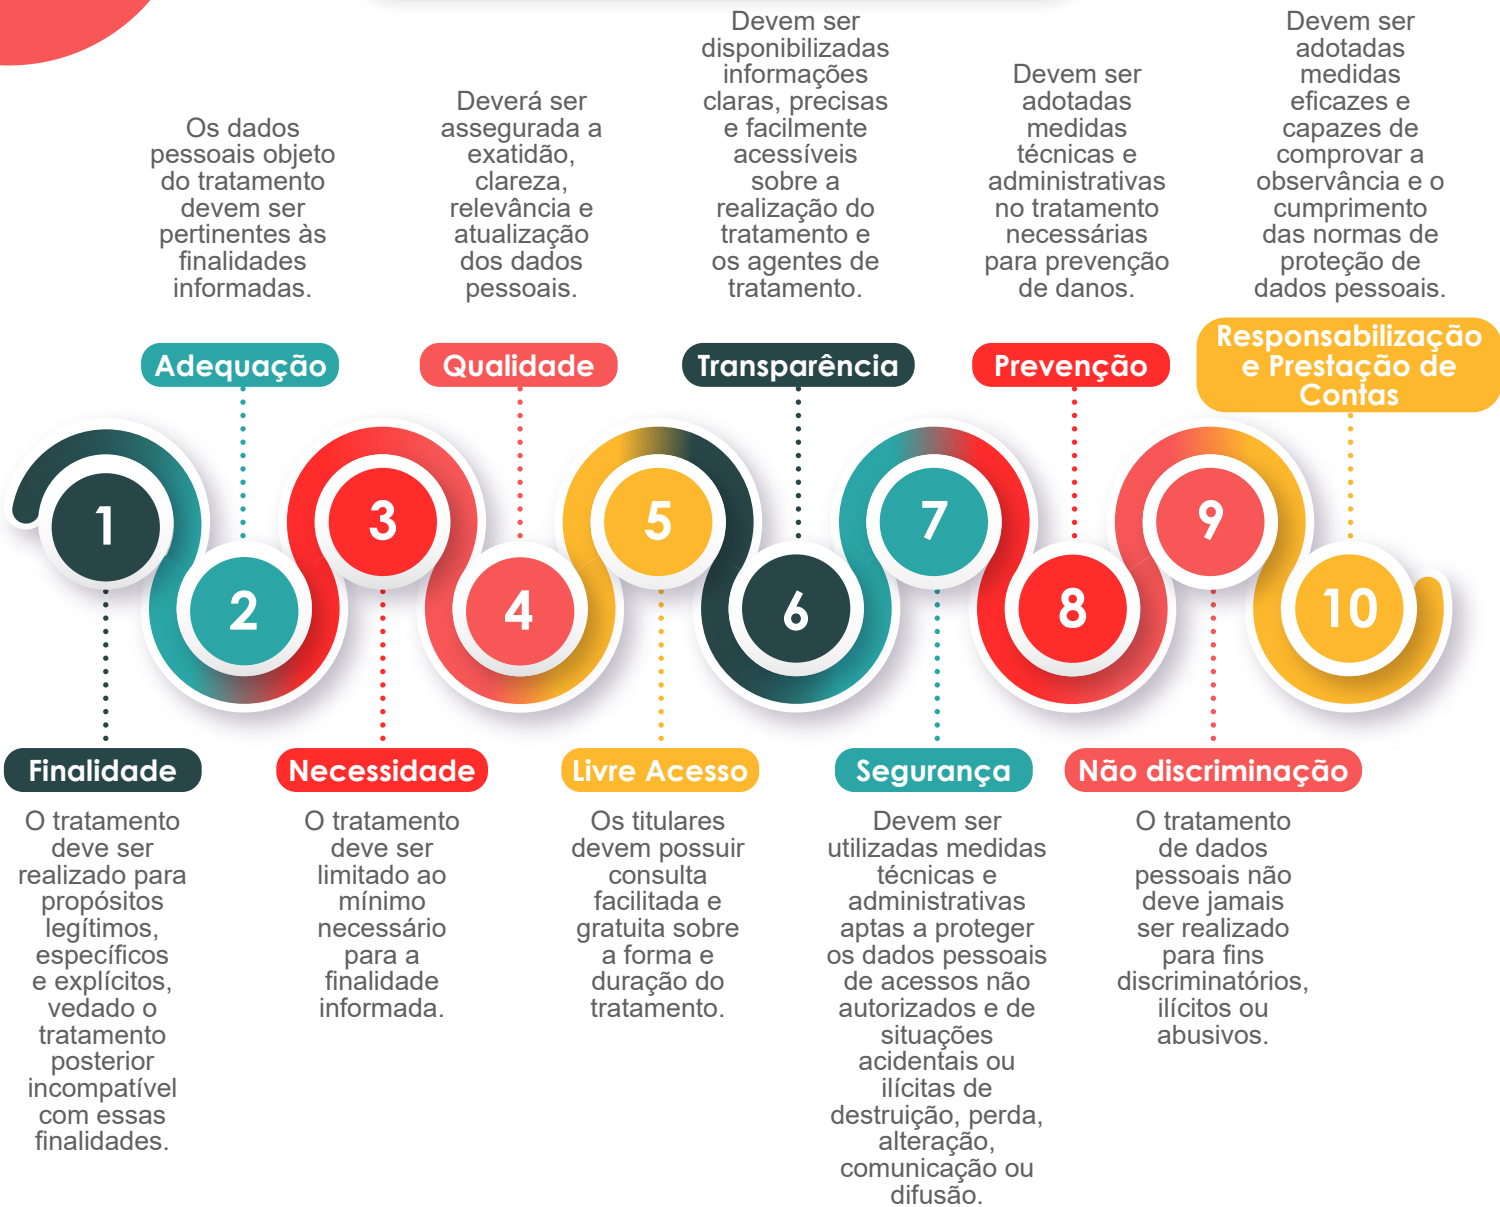 Os dados
pessoais objeto
do tratamento
devem ser
pertinentes às
finalidades
informadas.
Adequação
Deverá ser
assegurada a
exatidão,
clareza,
relevância e
atualização
dos dados
pessoais.
Qualidade
Devem ser
disponibilizadas
informações
claras, precisas
e facilmente
acessíveis
sobre a
realização do
tratamento e
os agentes de
tratamento.
Transparência
Devem ser
adotadas
medidas
técnicas e
administrativas
no tratamento
necessárias
para prevenção
de danos.
Prevenção
Devem ser
adotadas
medidas
eficazes e
capazes de
comprovar a
observância e o
cumprimento
das normas de
proteção de
dados pessoais.
Responsabilização
e Prestação de
Contas
1
2
3
4
5
6
7
8
9
10
Finalidade
O tratamento
deve ser
realizado para
propósitos
legítimos,
específicos
e explícitos,
vedado o
tratamento
posterior
incompatível
com essas
finalidades.
Necessidade
O tratamento
deve ser
limitado ao
mínimo
necessário
para a
finalidade
informada.
Livre Acesso
Os titulares
devem possuir
consulta
facilitada e
gratuita sobre
a forma e
duração do
tratamento.
Segurança
Devem ser
utilizadas medidas
técnicas e
administrativas
aptas a proteger
os dados pessoais
de acessos não
autorizados e de
situações
acidentais ou
ilícitas de
destruição, perda,
alteração,
comunicação ou
difusão.
Não discriminação
O tratamento
de dados
pessoais não
deve jamais
ser realizado
para fins
discriminatórios,
ilícitos ou
abusivos.